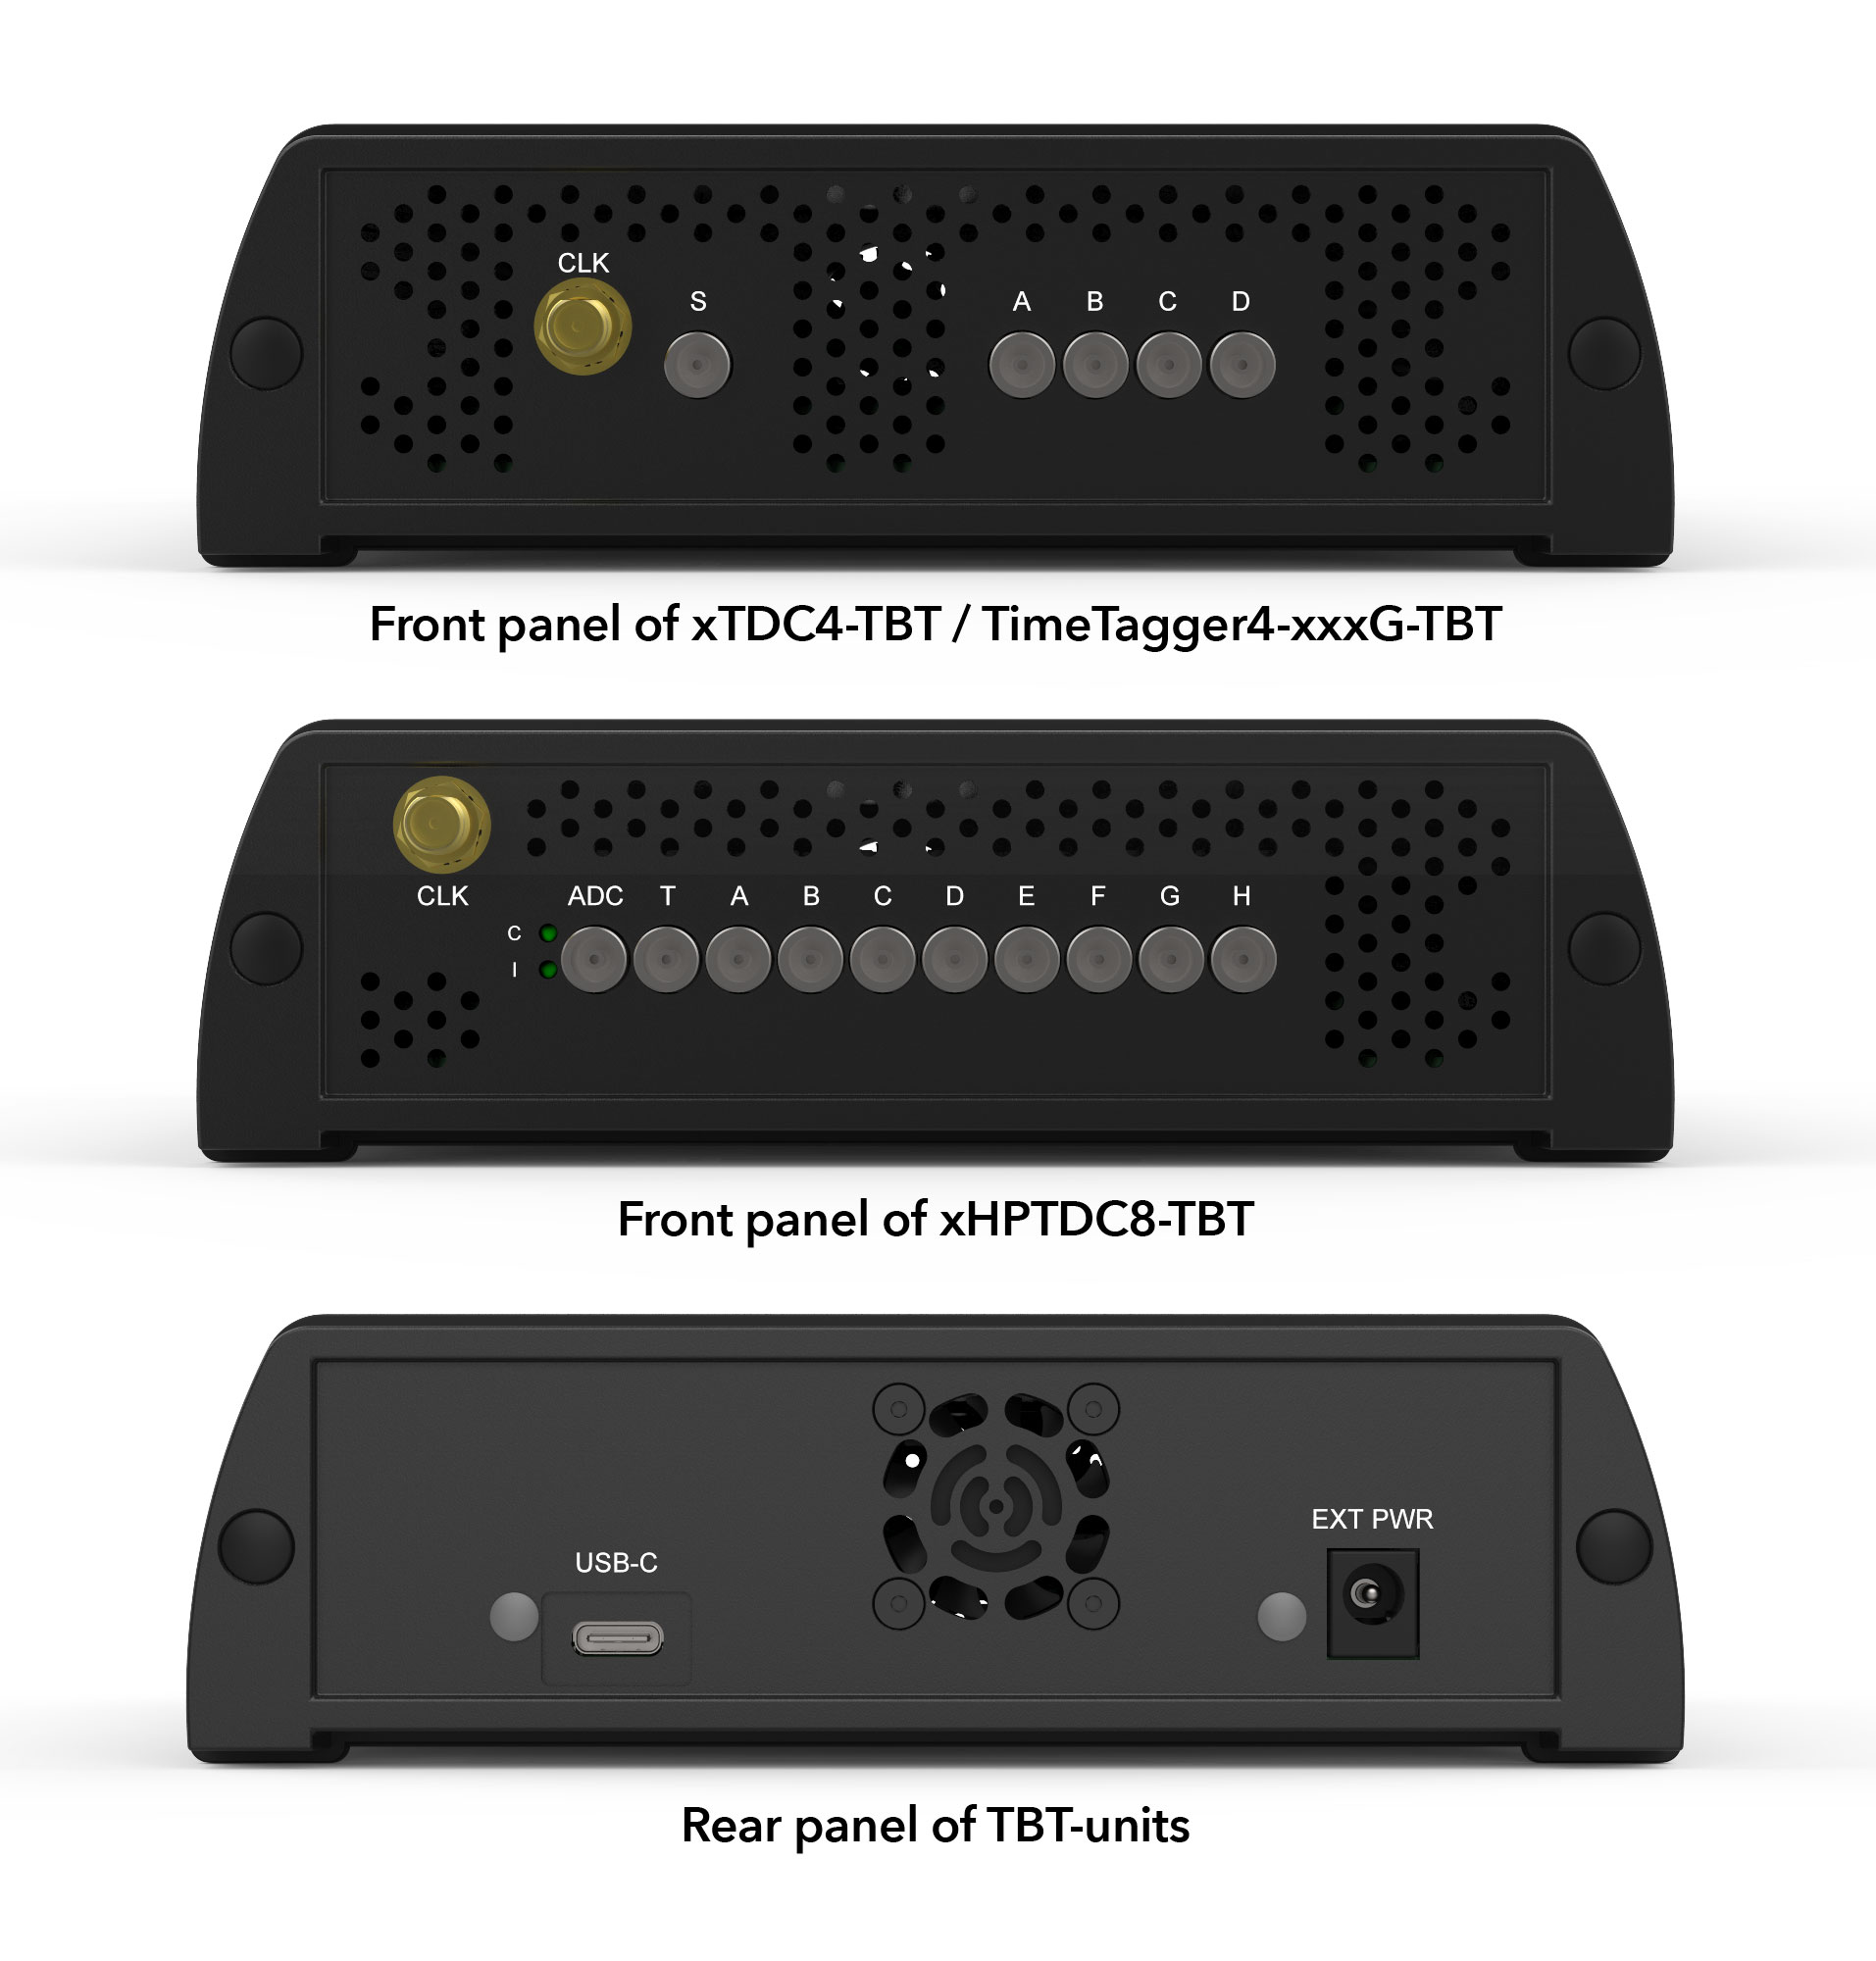 CLK
S
A B C D
Front panel of xTDC4-TBT / TimeTagger4-xxxG-TBT
CLK
ADC T A B C D E F G H
C
I
Front panel of xHPTDC8-TBT
EXT PWR
USB-C
Rear panel of TBT-units